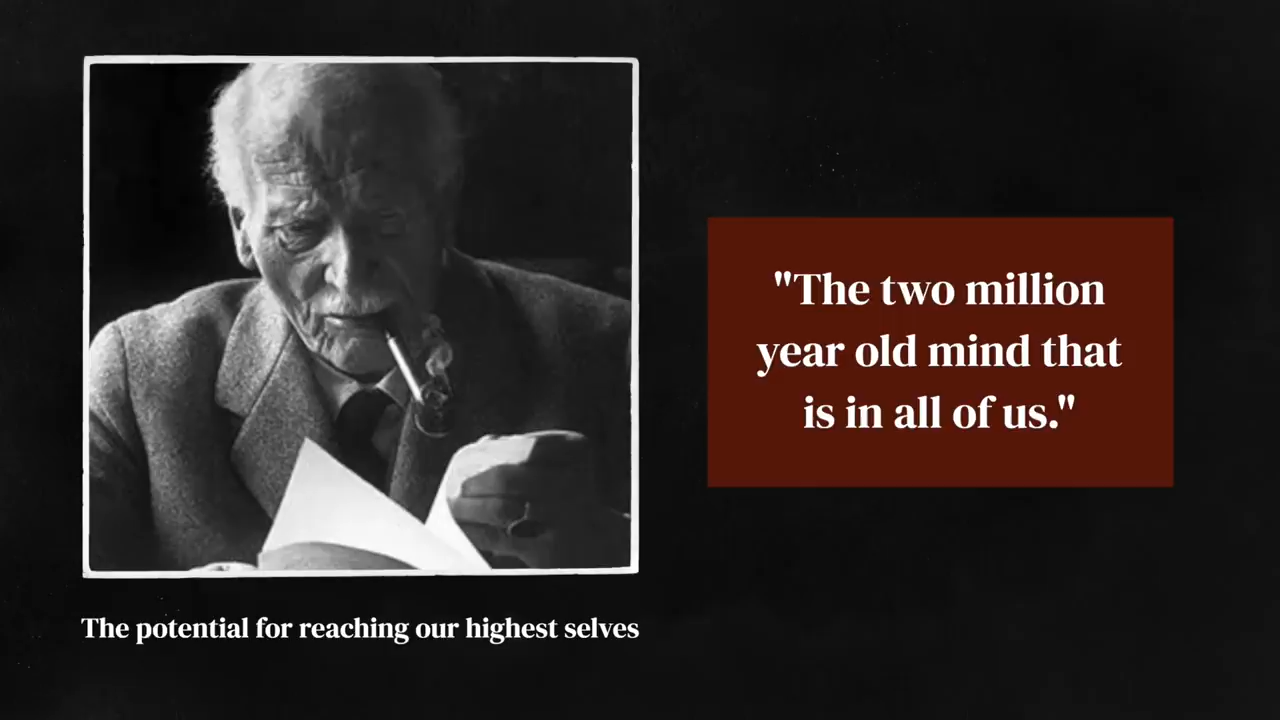 "The two million
year old mind that
is in all of us."
The potential for reaching our highest selves